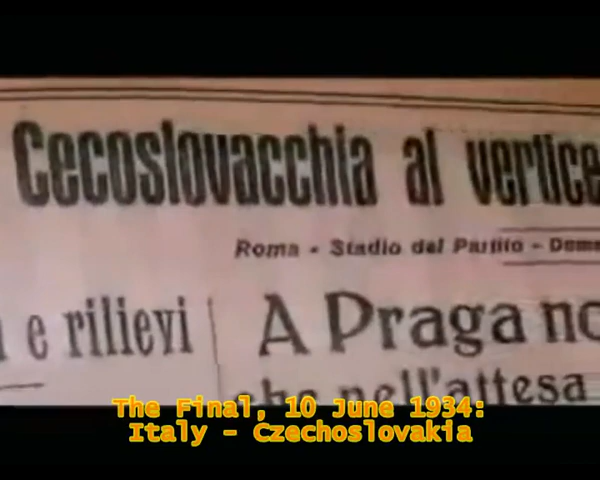 Cecoslovacchia al vertice
Roma - Stadio del Partito -
e rilievi
A Praga
che nell'attesa
The Final, 10 June 1934:
Italy - Czechoslovakia